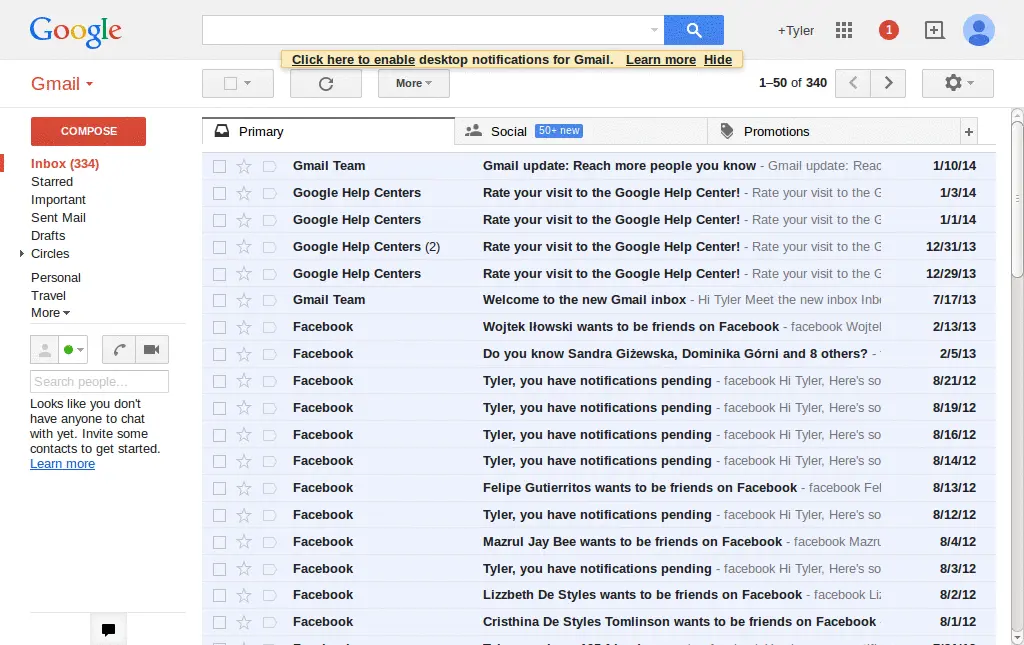 Google
+Tyler
1
Click here to enable desktop notifications for Gmail. Learn more Hide
Gmail
More
1–50 of 340
COMPOSE
Inbox (334)
Starred
Important
Sent Mail
Drafts
Circles
Personal
Travel
More
Search people...
Looks like you don't
have anyone to chat
with yet. Invite some
contacts to get started.
Learn more
Primary
Social 50+ new
Promotions
+
Gmail Team Gmail update: Reach more people you know - Gmail update: Reac 1/10/14
Google Help Centers Rate your visit to the Google Help Center! - Rate your visit to the G 1/3/14
Google Help Centers Rate your visit to the Google Help Center! - Rate your visit to the G 1/1/14
Google Help Centers (2) Rate your visit to the Google Help Center! - Rate your visit to the G 12/31/13
Google Help Centers Rate your visit to the Google Help Center! - Rate your visit to the G 12/29/13
Gmail Team Welcome to the new Gmail inbox - Hi Tyler Meet the new inbox Inbo 7/17/13
Facebook Wojtek Iłowski wants to be friends on Facebook - facebook Wojtek 2/13/13
Facebook Do you know Sandra Giżewska, Dominika Górni and 8 others? - 2/5/13
Facebook Tyler, you have notifications pending - facebook Hi Tyler, Here's so 8/21/12
Facebook Tyler, you have notifications pending - facebook Hi Tyler, Here's so 8/19/12
Facebook Tyler, you have notifications pending - facebook Hi Tyler, Here's so 8/16/12
Facebook Tyler, you have notifications pending - facebook Hi Tyler, Here's so 8/14/12
Facebook Felipe Gutierritos wants to be friends on Facebook - facebook Fel 8/13/12
Facebook Tyler, you have notifications pending - facebook Hi Tyler, Here's so 8/12/12
Facebook Mazrul Jay Bee wants to be friends on Facebook - facebook Mazru 8/4/12
Facebook Tyler, you have notifications pending - facebook Hi Tyler, Here's so 8/3/12
Facebook Lizzbeth De Styles wants to be friends on Facebook - facebook Liz 8/2/12
Facebook Cristhina De Styles Tomlinson wants to be friends on Facebook 8/1/12